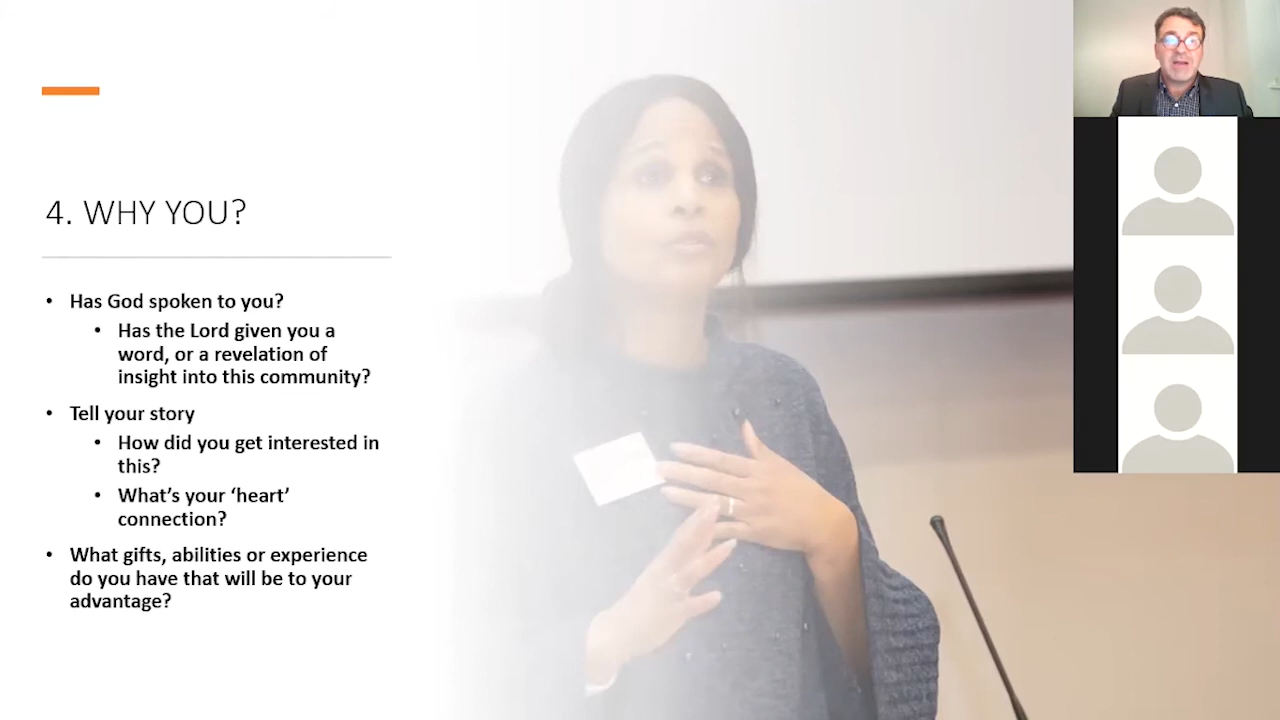 4. WHY YOU?
• Has God spoken to you?
• Has the Lord given you a
word, or a revelation of
insight into this community?
• Tell your story
• How did you get interested in
this?
• What’s your ‘heart’
connection?
• What gifts, abilities or experience
do you have that will be to your
advantage?